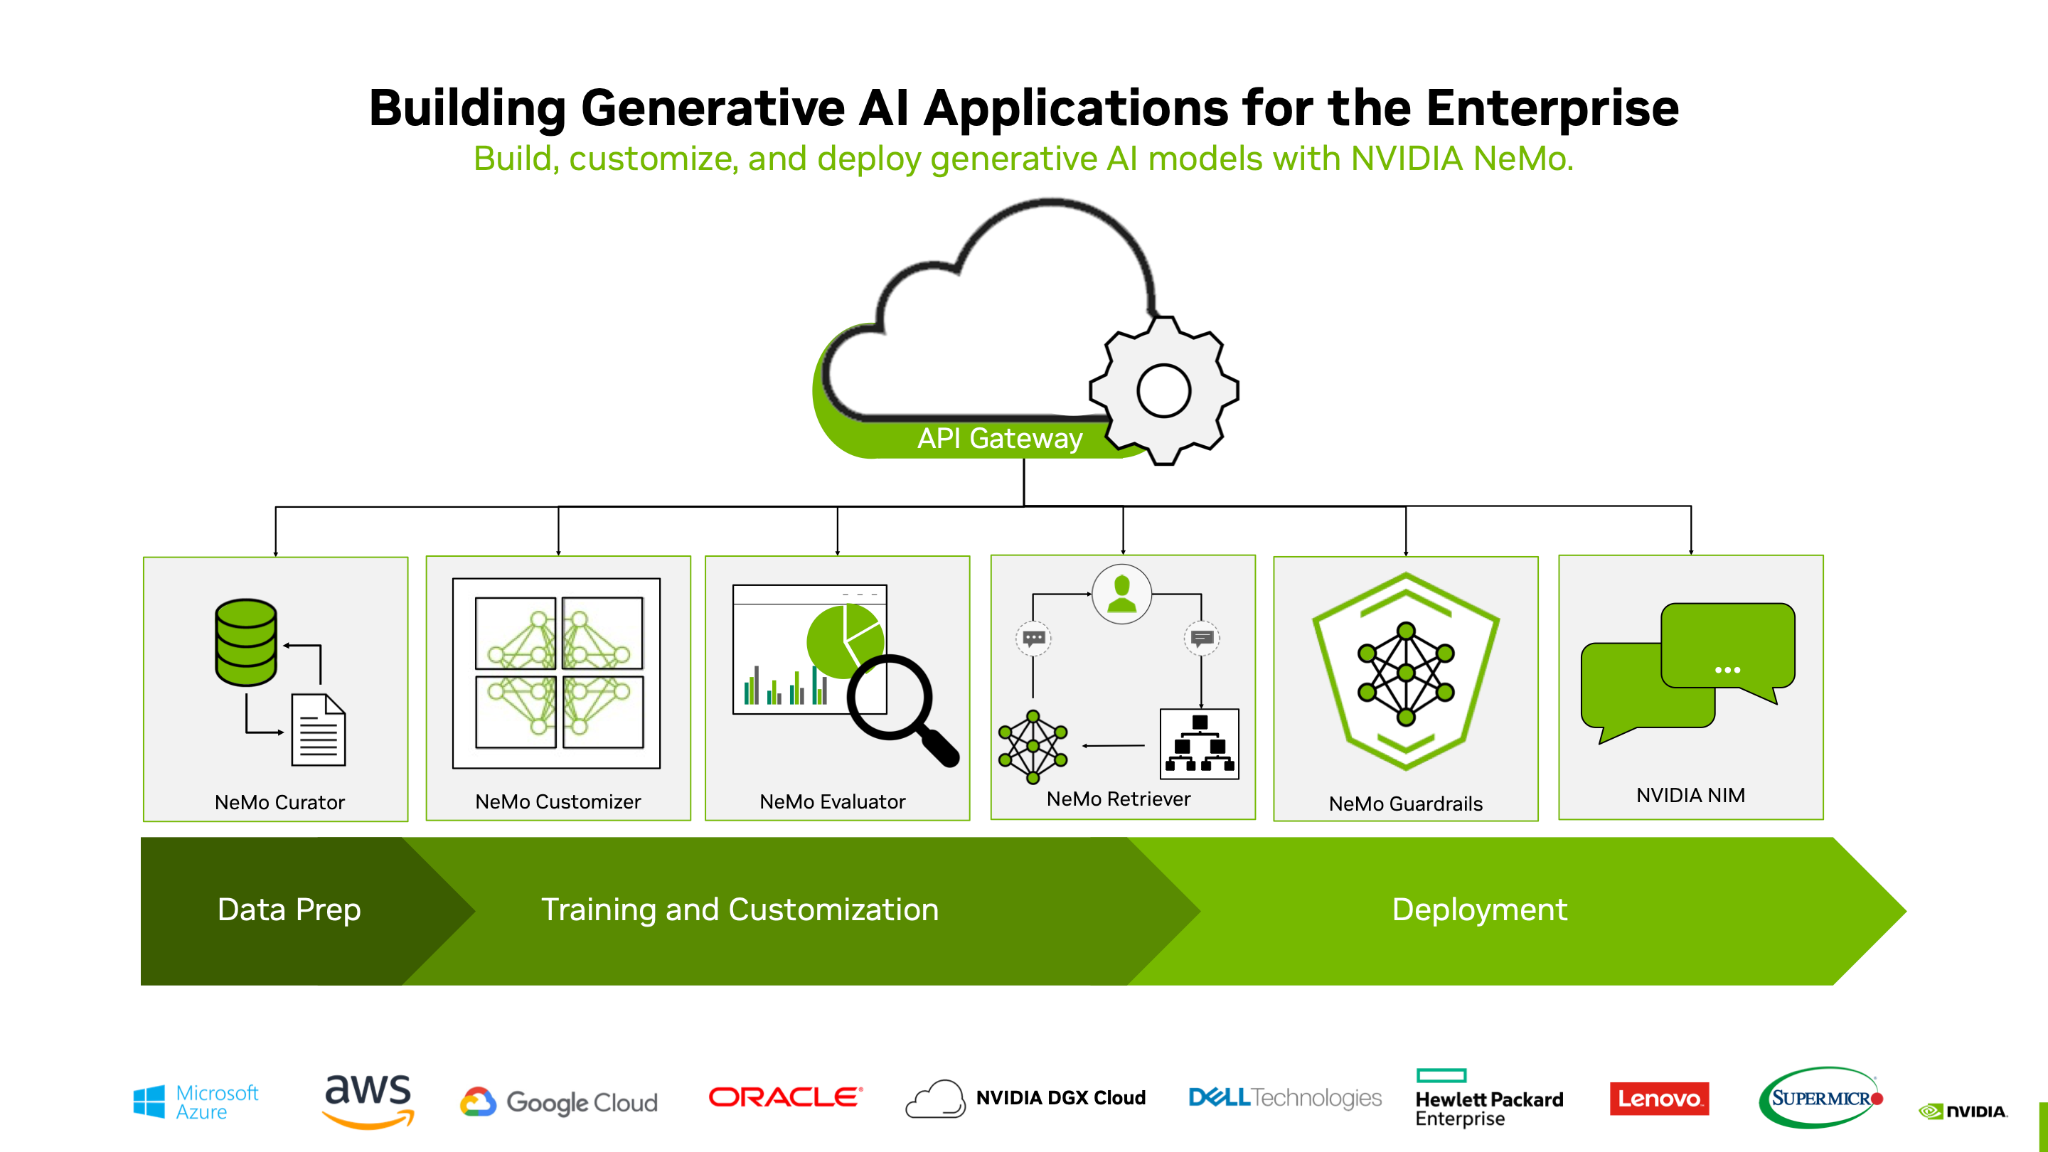 Building Generative AI Applications for the Enterprise
Build, customize, and deploy generative AI models with NVIDIA NeMo.
API Gateway
NeMo Curator
NeMo Customizer
NeMo Evaluator
NeMo Retriever
NeMo Guardrails
NVIDIA NIM
Data Prep
Training and Customization
Deployment
Microsoft
Azure
aws
Google Cloud
ORACLE
NVIDIA DGX Cloud
DELL Technologies
Hewlett Packard
Enterprise
Lenovo
SUPERMICRO
NVIDIA